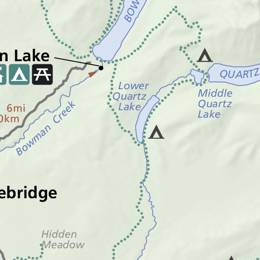 BOW
n Lake
QUARTZ
Lower
Quartz
Lake
Middle
Quartz
Lake
6mi
0km
Bowman Creek
ebridge
Hidden
Meadow